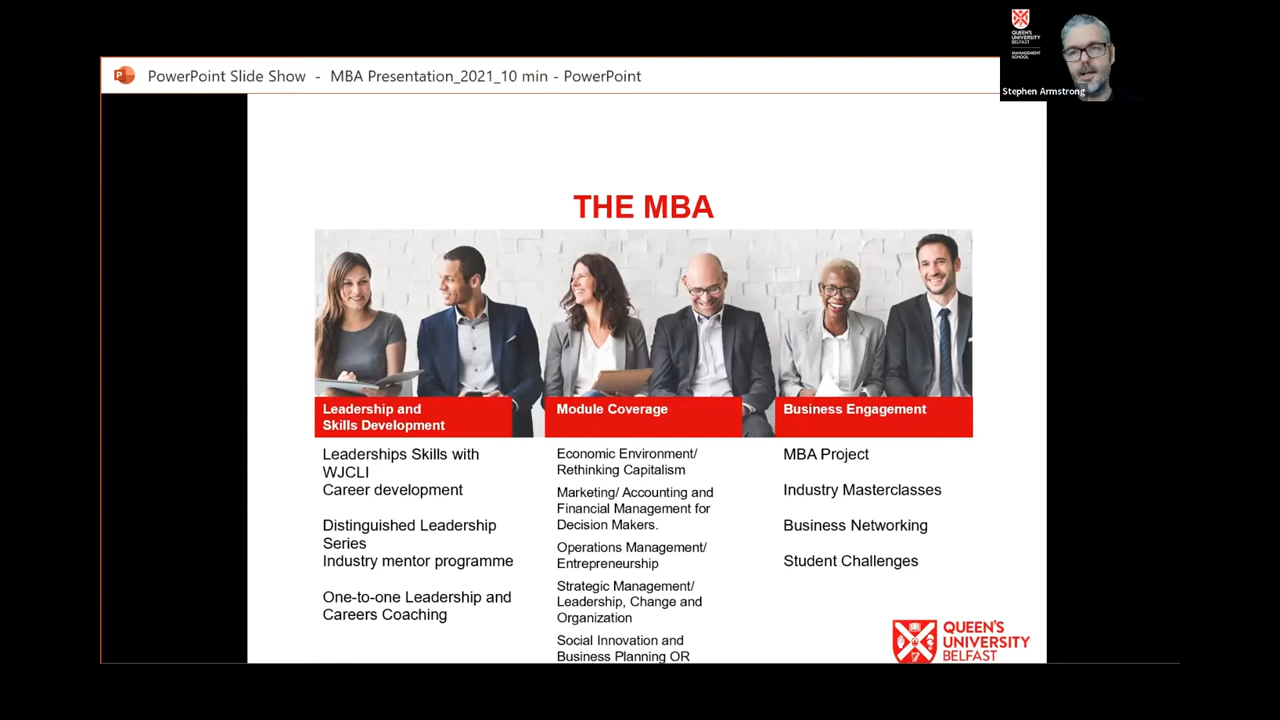 QUEEN'S
UNIVERSITY
BELFAST
MANAGEMENT
SCHOOL
Stephen Armstrong
PowerPoint Slide Show - MBA Presentation_2021_10 min - PowerPoint
THE MBA
Leadership and
Skills Development
Leaderships Skills with
WJCLI
Career development
Distinguished Leadership
Series
Industry mentor programme
One-to-one Leadership and
Careers Coaching
Module Coverage
Economic Environment/
Rethinking Capitalism
Marketing/ Accounting and
Financial Management for
Decision Makers.
Operations Management/
Entrepreneurship
Strategic Management/
Leadership, Change and
Organization
Social Innovation and
Business Planning OR
Business Engagement
MBA Project
Industry Masterclasses
Business Networking
Student Challenges
QUEEN'S
UNIVERSITY
BELFAST